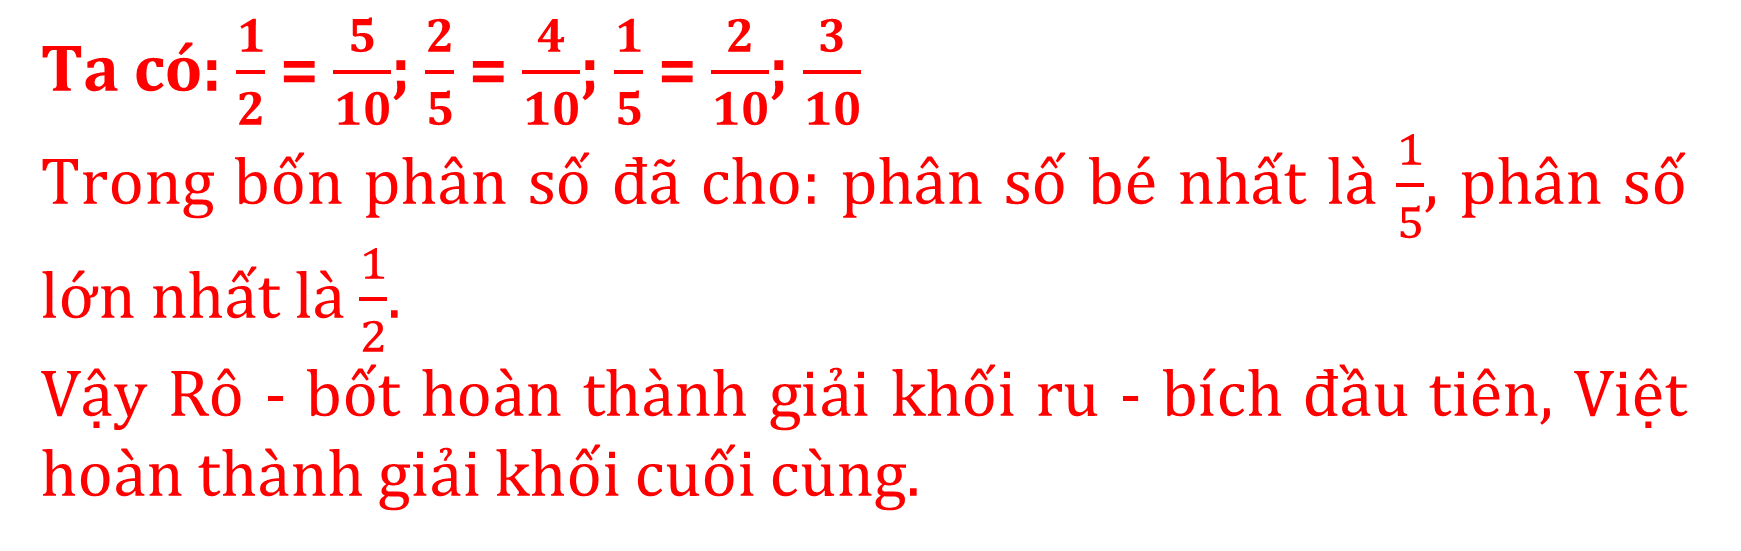 Ta có: 1/2 = 5/10; 2/5 = 4/10; 1/5 = 2/10; 3/10
Trong bốn phân số đã cho: phân số bé nhất là 1/5, phân số
lớn nhất là 1/2.
Vậy Rô - bốt hoàn thành giải khối ru - bích đầu tiên, Việt
hoàn thành giải khối cuối cùng.